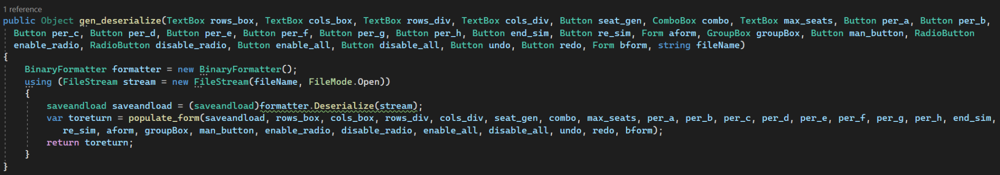 1 reference
public Object gen_deserialize(TextBox rows_box, TextBox cols_box, TextBox rows_div, TextBox cols_div, Button seat_gen, ComboBox combo, TextBox max_seats, Button per_a, Button per_b,
Button per_c, Button per_d, Button per_e, Button per_f, Button per_g, Button per_h, Button end_sim, Button re_sim, Form aform, GroupBox groupBox, Button man_button, RadioButton
enable_radio, RadioButton disable_radio, Button enable_all, Button disable_all, Button undo, Button redo, Form bform, string fileName)
{
BinaryFormatter formatter = new BinaryFormatter();
using (FileStream stream = new FileStream(fileName, FileMode.Open))
{
saveandload saveandload = (saveandload)formatter.Deserialize(stream);
var toreturn = populate_form(saveandload, rows_box, cols_box, rows_div, cols_div, seat_gen, combo, max_seats, per_a, per_b, per_c, per_d, per_e, per_f, per_g, per_h, end_sim,
re_sim, aform, groupBox, man_button, enable_radio, disable_radio, enable_all, disable_all, undo, redo, bform);
return toreturn;
}
}